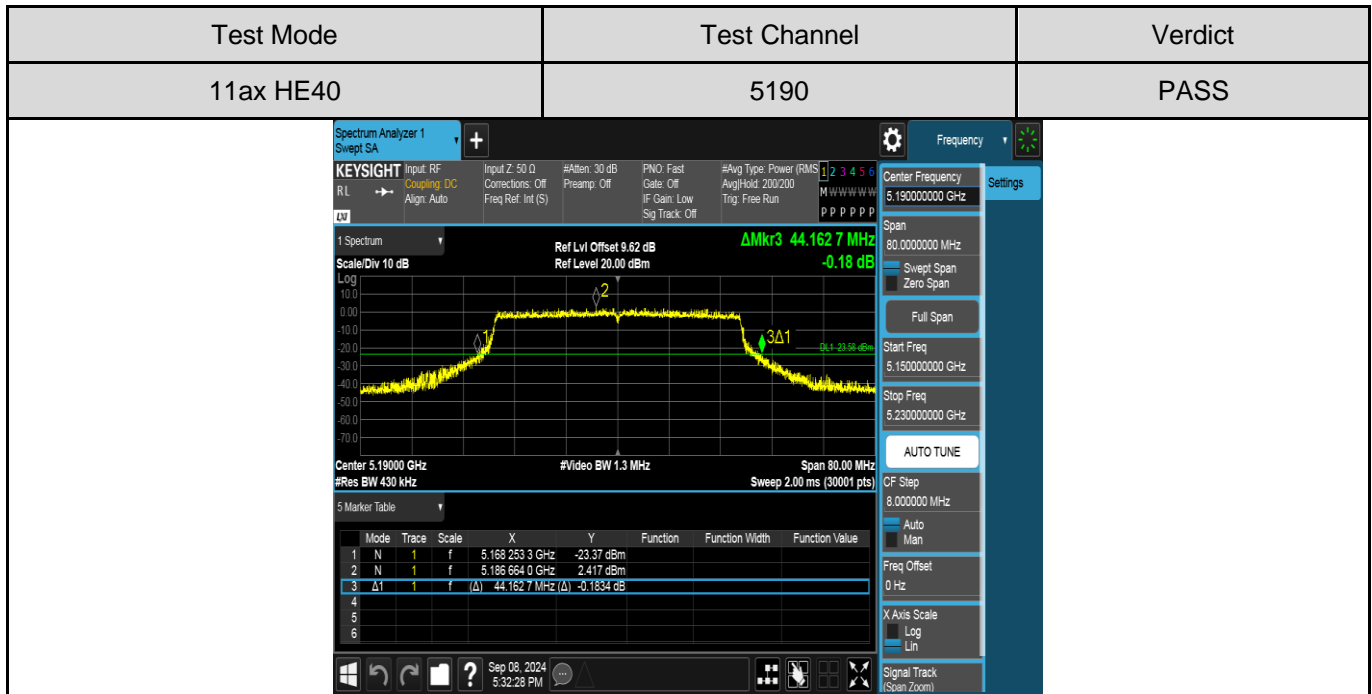 Test Mode Test Channel Verdict
11ax HE40 5190 PASS
Spectrum Analyzer 1
Swept SA
+
Frequency
KEYSIGHT Input: RF Input Z: 50 Ω #Atten: 30 dB PNO: Fast #Avg Type: Power (RMS 1 2 3 4 5 6
R L Coupling: DC Corrections: Off Preamp: Off Gate: Off Avg|Hold: 200/200 M W W W W W
Align: Auto Freq Ref: Int (S) IF Gain: Low Trig: Free Run
LXI Sig Track: Off P P P P P P
Settings
1 Spectrum
Scale/Div 10 dB
Ref Lvl Offset 9.62 dB
Ref Level 20.00 dBm
ΔMkr3 44.162 7 MHz
-0.18 dB
Log
10.0
0.00
-10.0
-20.0
-30.0
-40.0
-50.0
-60.0
-70.0
1
2
3Δ1
DL1 -23.58 dBm
Center 5.19000 GHz #Video BW 1.3 MHz Span 80.00 MHz
#Res BW 430 kHz Sweep 2.00 ms (30001 pts)
5 Marker Table
Mode Trace Scale X Y Function Function Width Function Value
1 N 1 f 5.168 253 3 GHz -23.37 dBm
2 N 1 f 5.186 664 0 GHz 2.417 dBm
3 Δ1 1 f (Δ) 44.162 7 MHz (Δ) -0.1834 dB
4
5
6
Center Frequency
5.190000000 GHz
Span
80.0000000 MHz
Swept Span
Zero Span
Full Span
Start Freq
5.150000000 GHz
Stop Freq
5.230000000 GHz
AUTO TUNE
CF Step
8.000000 MHz
Auto
Man
Freq Offset
0 Hz
X Axis Scale
Log
Lin
Signal Track
(Span Zoom)
? Sep 08, 2024
5:32:28 PM